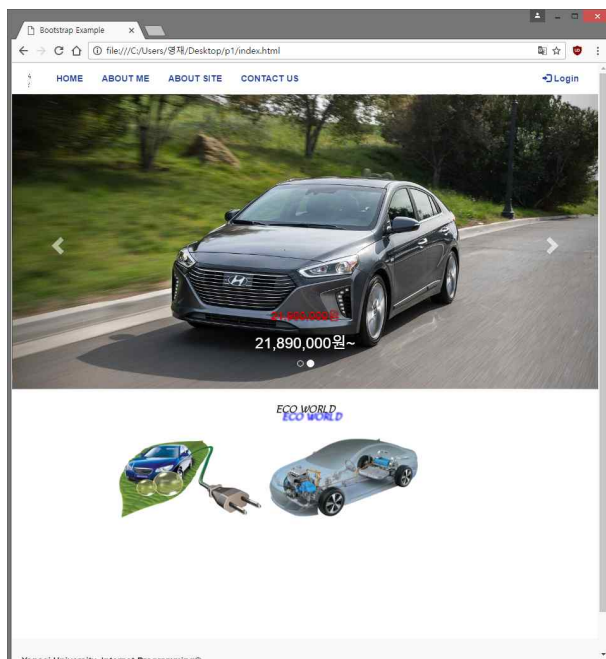 Bootstrap Example
file:///C:/Users/영재/Desktop/p1/index.html
HOME ABOUT ME ABOUT SITE CONTACT US Login
21,890,000원~
ECO WORLD
ECO WORLD